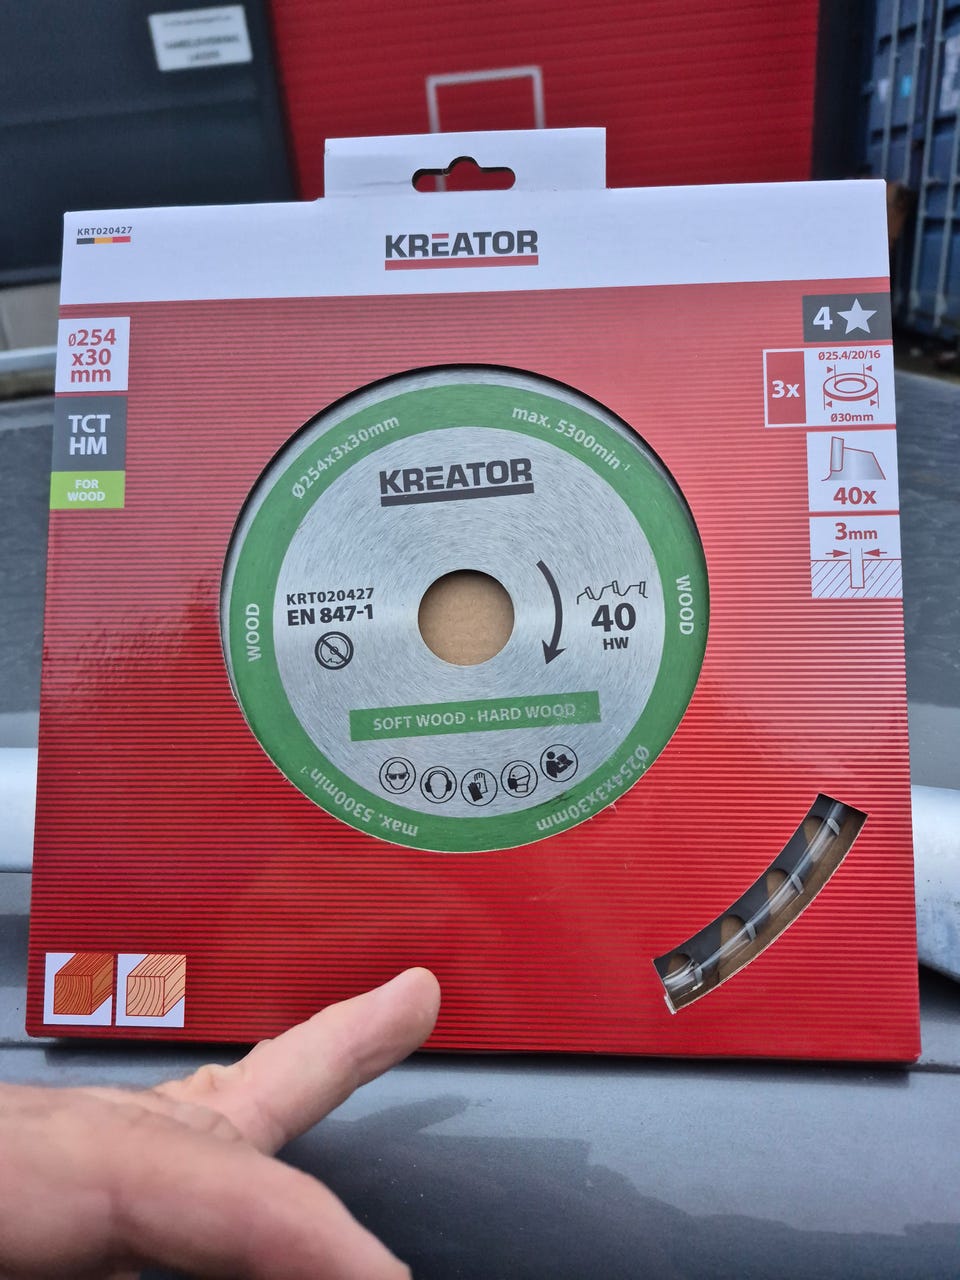 KRT020427
KREATOR
Ø254
x30
mm
TCT
HM
FOR
WOOD
4
3x
Ø25.4/20/16
Ø30mm
40x
3mm
Ø254x3x30mm
max. 5300min⁻¹
KREATOR
KRT020427
EN 847-1
40
HW
WOOD
WOOD
SOFT WOOD · HARD WOOD
max. 5300min⁻¹
Ø254x3x30mm